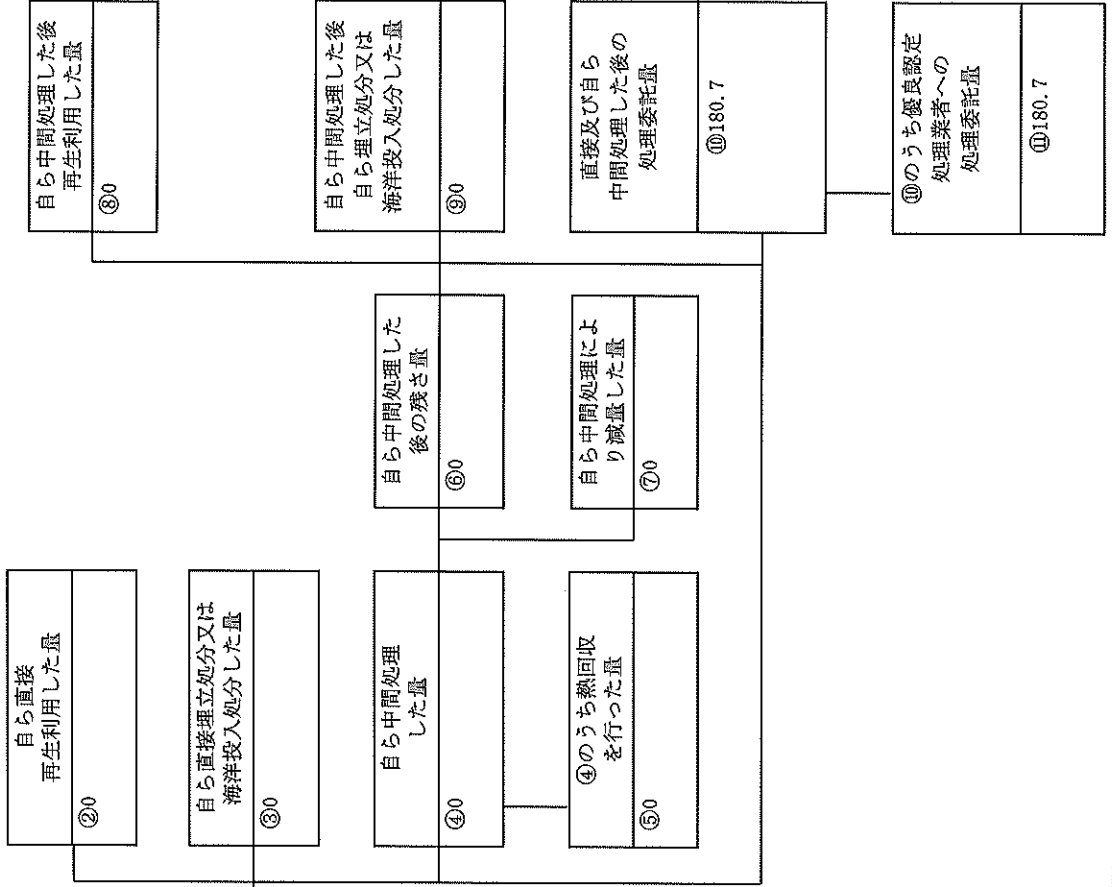 自ら直接
再生利用した量
②0
自ら直接埋立処分又は
海洋投入処分した量
③0
自ら中間処理
した量
④0
④のうち熱回収
を行った量
⑤0
自ら中間処理した
後の残さ量
⑥0
自ら中間処理によ
り減量した量
⑦0
自ら中間処理した後
再生利用した量
⑧0
自ら中間処理した後
自ら埋立処分又は
海洋投入処分した量
⑨0
直接及び自ら
中間処理した後の
処理委託量
⑩180.7
⑩のうち優良認定
処理業者への
処理委託量
⑪180.7